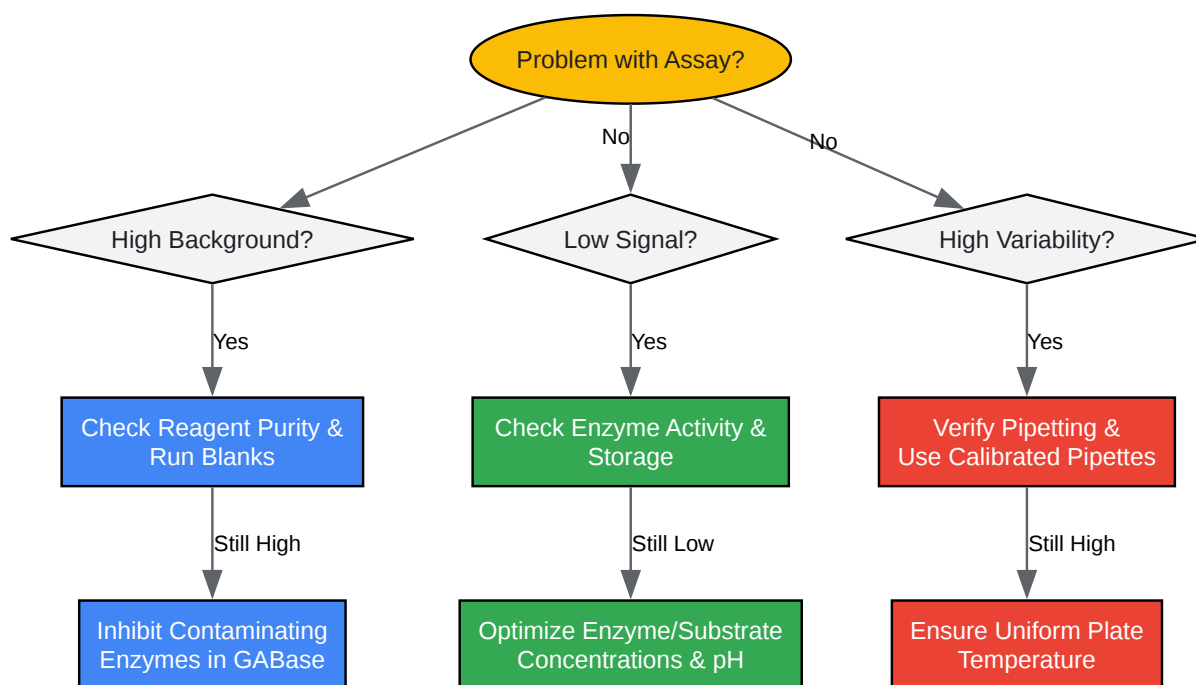 Problem with Assay?
No
No
High Background?
Low Signal?
High Variability?
Yes
Yes
Yes
Check Reagent Purity &
Run Blanks
Check Enzyme Activity &
Storage
Verify Pipetting &
Use Calibrated Pipettes
Still High
Still Low
Still High
Inhibit Contaminating
Enzymes in GABase
Optimize Enzyme/Substrate
Concentrations & pH
Ensure Uniform Plate
Temperature